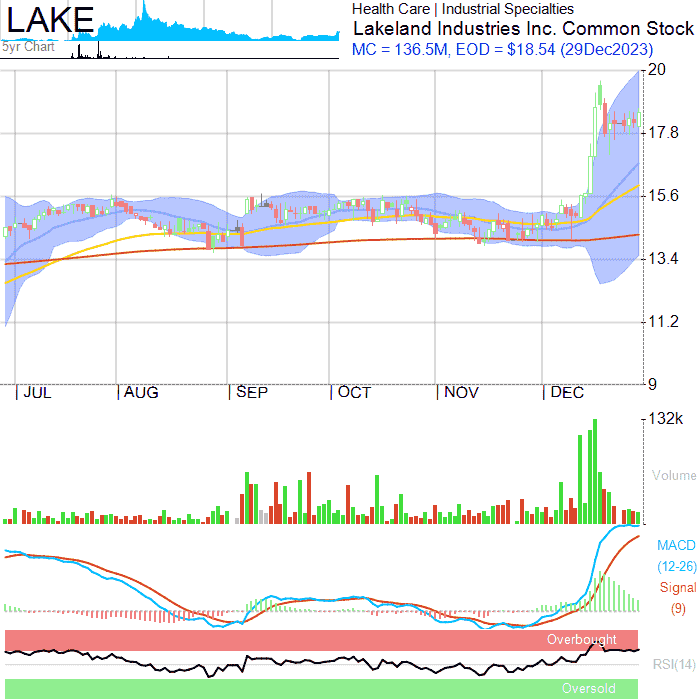 LAKE
5yr Chart
Health Care | Industrial Specialties
Lakeland Industries Inc. Common Stock
MC = 136.5M, EOD = $18.54 (29Dec2023)
20
17.8
15.6
13.4
11.2
9
JUL
AUG
SEP
OCT
NOV
DEC
132k
Volume
MACD
(12-26)
Signal
(9)
Overbought
RSI(14)
Oversold